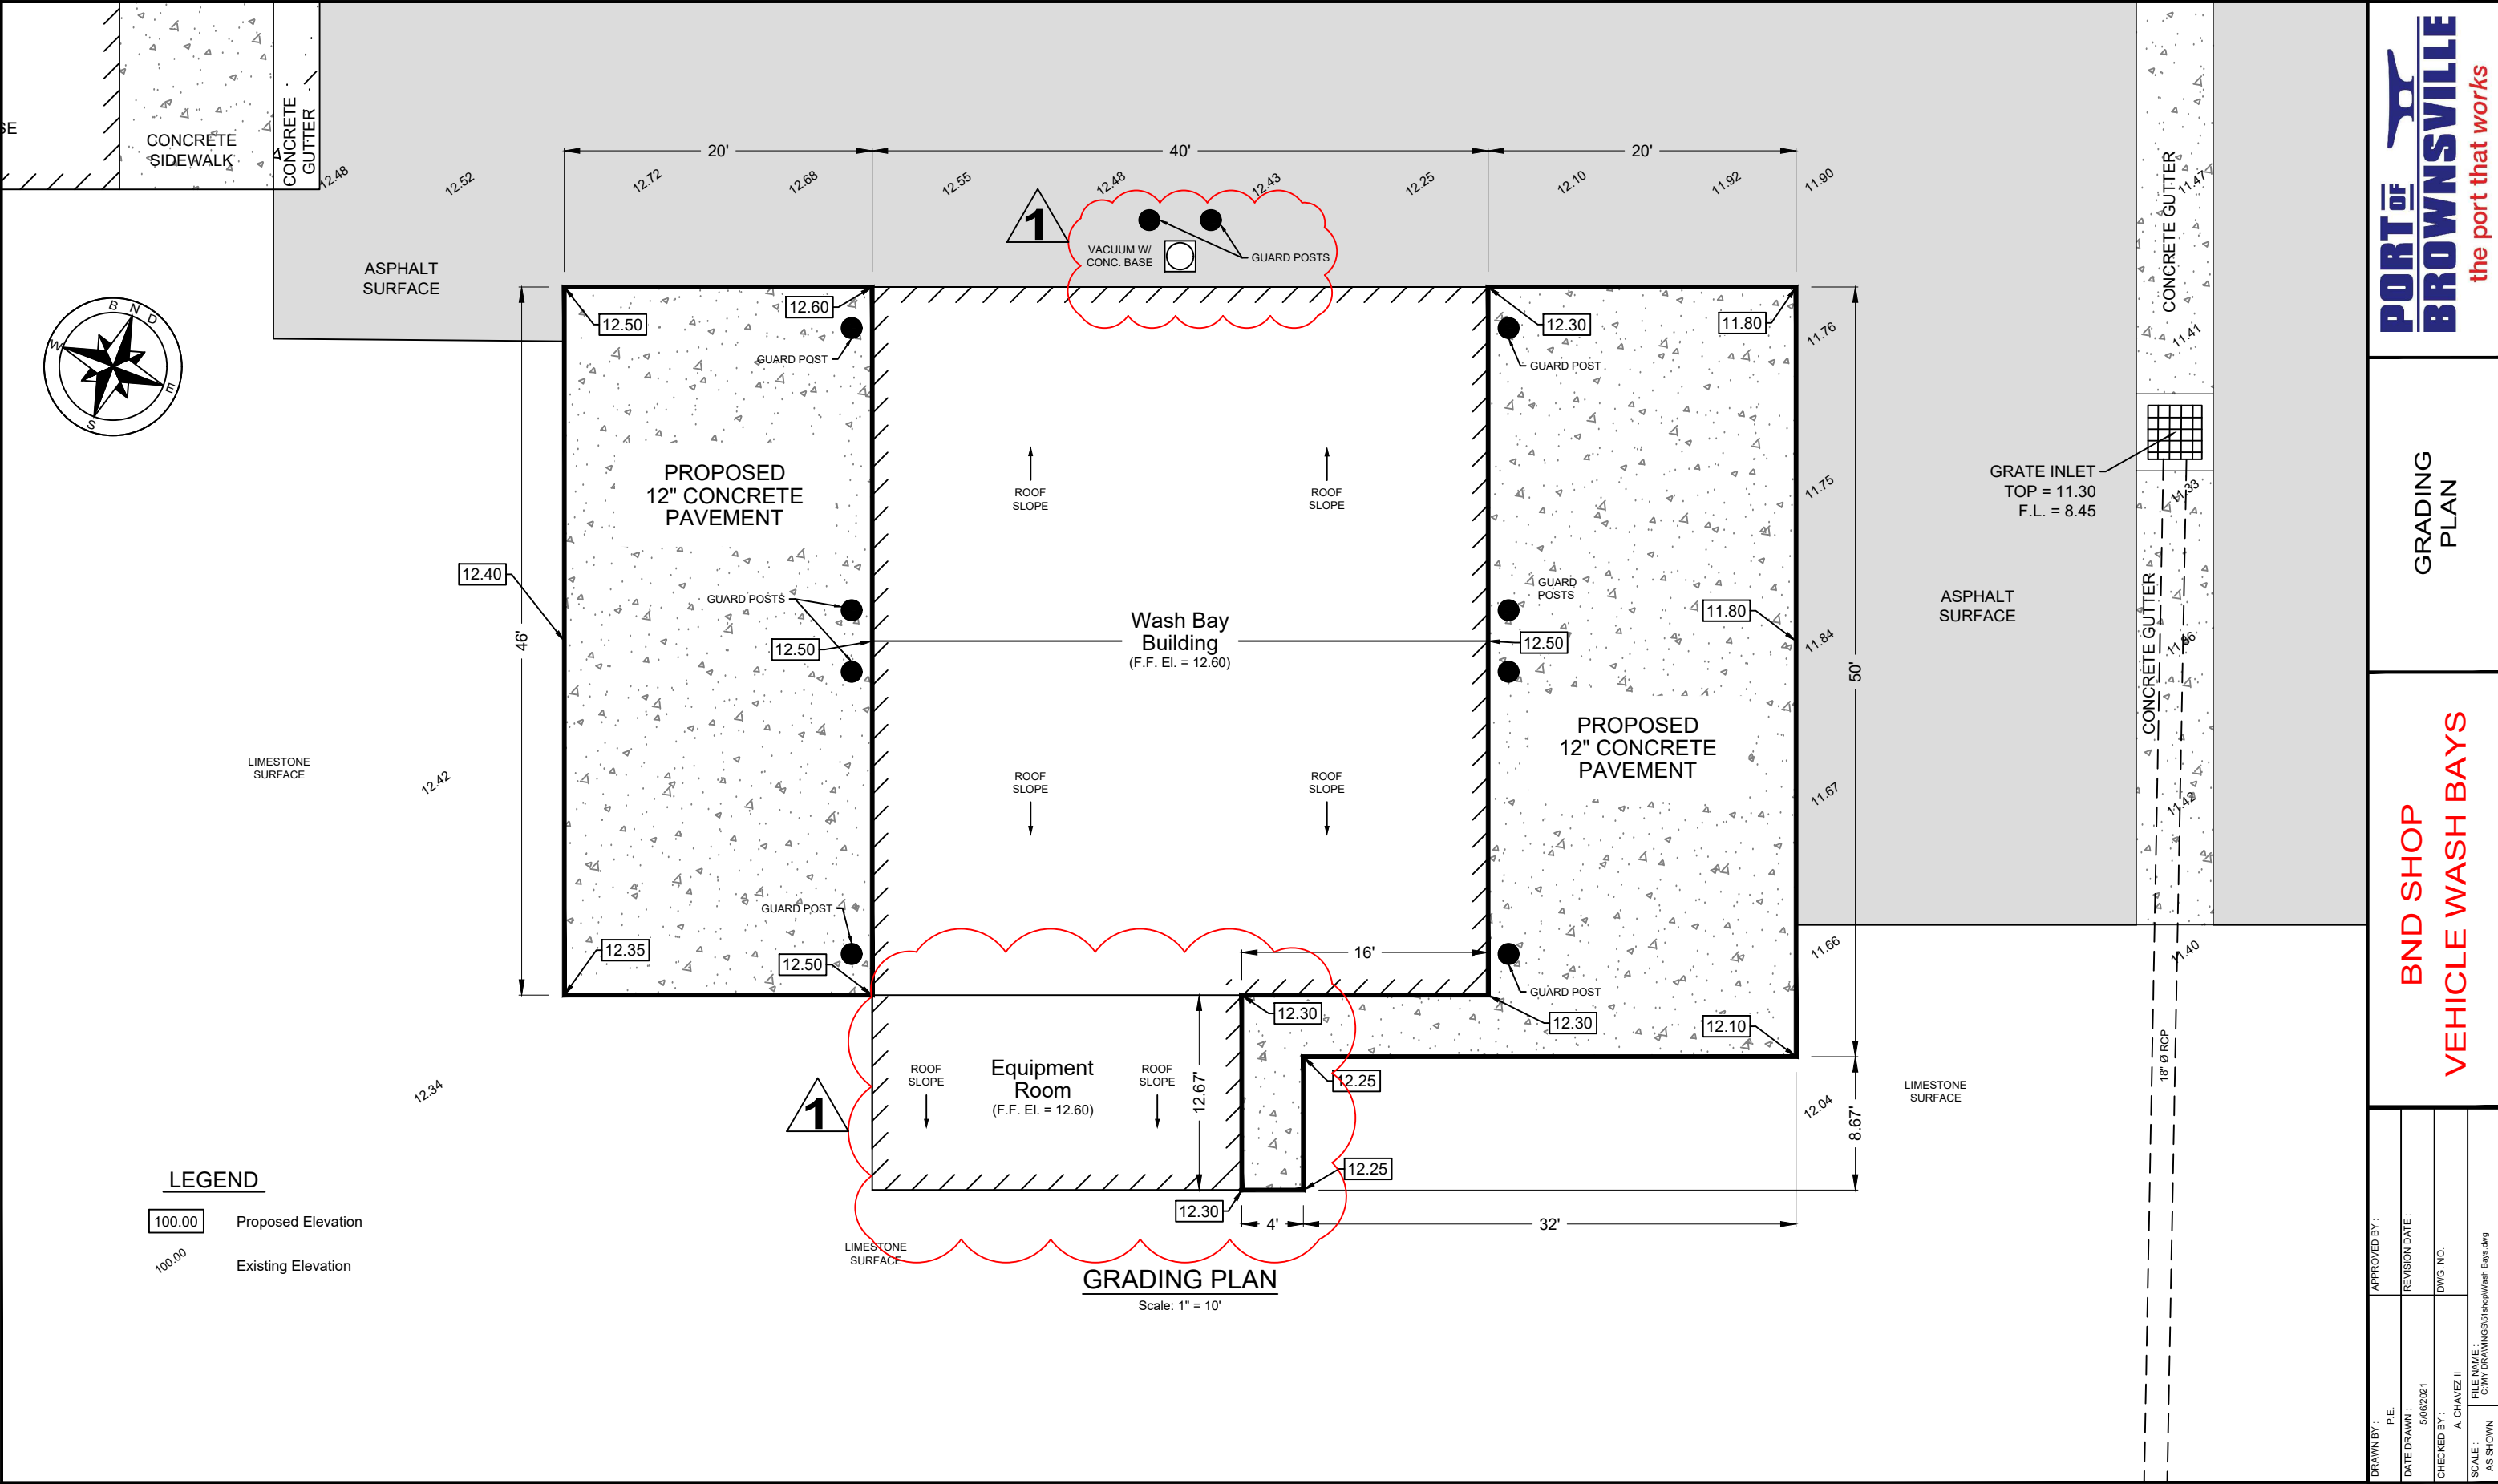 SE
CONCRETE
SIDEWALK
CONCRETE
GUTTER
12.48
12.52
12.72
12.68
12.55
12.48
12.43
12.25
12.10
11.92
11.90
20'
40'
20'
1
VACUUM W/
CONC. BASE
GUARD POSTS
ASPHALT
SURFACE
B N D
W
E
S
12.50
12.60
GUARD POST
12.30
GUARD POST
11.80
11.76
CONCRETE GUTTER
11.47
11.41
PROPOSED
12" CONCRETE
PAVEMENT
ROOF
SLOPE
ROOF
SLOPE
11.75
GRATE INLET
TOP = 11.30
F.L. = 8.45
11.33
12.40
46'
GUARD POSTS
12.50
Wash Bay
Building
(F.F. El. = 12.60)
GUARD
POSTS
12.50
11.80
11.84
50'
ASPHALT
SURFACE
CONCRETE GUTTER
LIMESTONE
SURFACE
12.42
ROOF
SLOPE
ROOF
SLOPE
PROPOSED
12" CONCRETE
PAVEMENT
11.67
11.42
GUARD POST
12.35
12.50
16'
GUARD POST
11.66
11.40
12.30
12.30
12.10
12.34
1
ROOF
SLOPE
Equipment
Room
(F.F. El. = 12.60)
ROOF
SLOPE
12.67'
12.25
12.04
8.67'
LIMESTONE
SURFACE
18" Ø RCP
12.25
12.30
4'
32'
LIMESTONE
SURFACE
LEGEND
100.00
Proposed Elevation
100.00
Existing Elevation
GRADING PLAN
Scale: 1" = 10'
PORT OF
BROWNSVILLE
the port that works
GRADING
PLAN
BND SHOP
VEHICLE WASH BAYS
DRAWN BY :
P.E.
APPROVED BY :
DATE DRAWN :
5/06/2021
REVISION DATE :
CHECKED BY :
A. CHAVEZ II
DWG. NO.
SCALE :
AS SHOWN
FILE NAME :
C:\MY DRAWINGS\51shop\Wash Bays.dwg